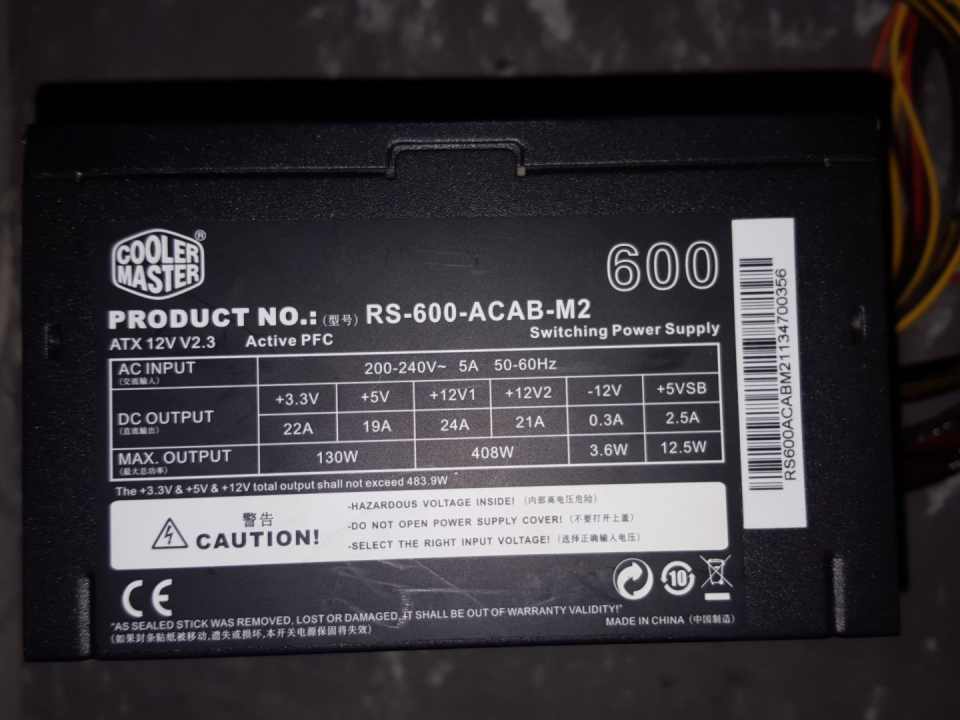 COOLER MASTER ®
600
PRODUCT NO.: (型号) RS-600-ACAB-M2
ATX 12V V2.3 Active PFC Switching Power Supply
AC INPUT (交流输入) 200-240V~ 5A 50-60Hz
DC OUTPUT (直流输出) +3.3V +5V +12V1 +12V2 -12V +5VSB
22A 19A 24A 21A 0.3A 2.5A
MAX. OUTPUT (最大总功率) 130W 408W 3.6W 12.5W
The +3.3V & +5V & +12V total output shall not exceed 483.9W
警告
CAUTION!
-HAZARDOUS VOLTAGE INSIDE! (内部高电压危险)
-DO NOT OPEN POWER SUPPLY COVER! (不要打开上盖)
-SELECT THE RIGHT INPUT VOLTAGE! (选择正确输入电压)
CE
10
"AS SEALED STICK WAS REMOVED, LOST OR DAMAGED, IT SHALL BE OUT OF WARRANTY VALIDITY!"
(如果封条贴纸被移动,遗失或损坏,本开关电源保固将失效)
MADE IN CHINA (中国制造)
RS600ACABM21134700356